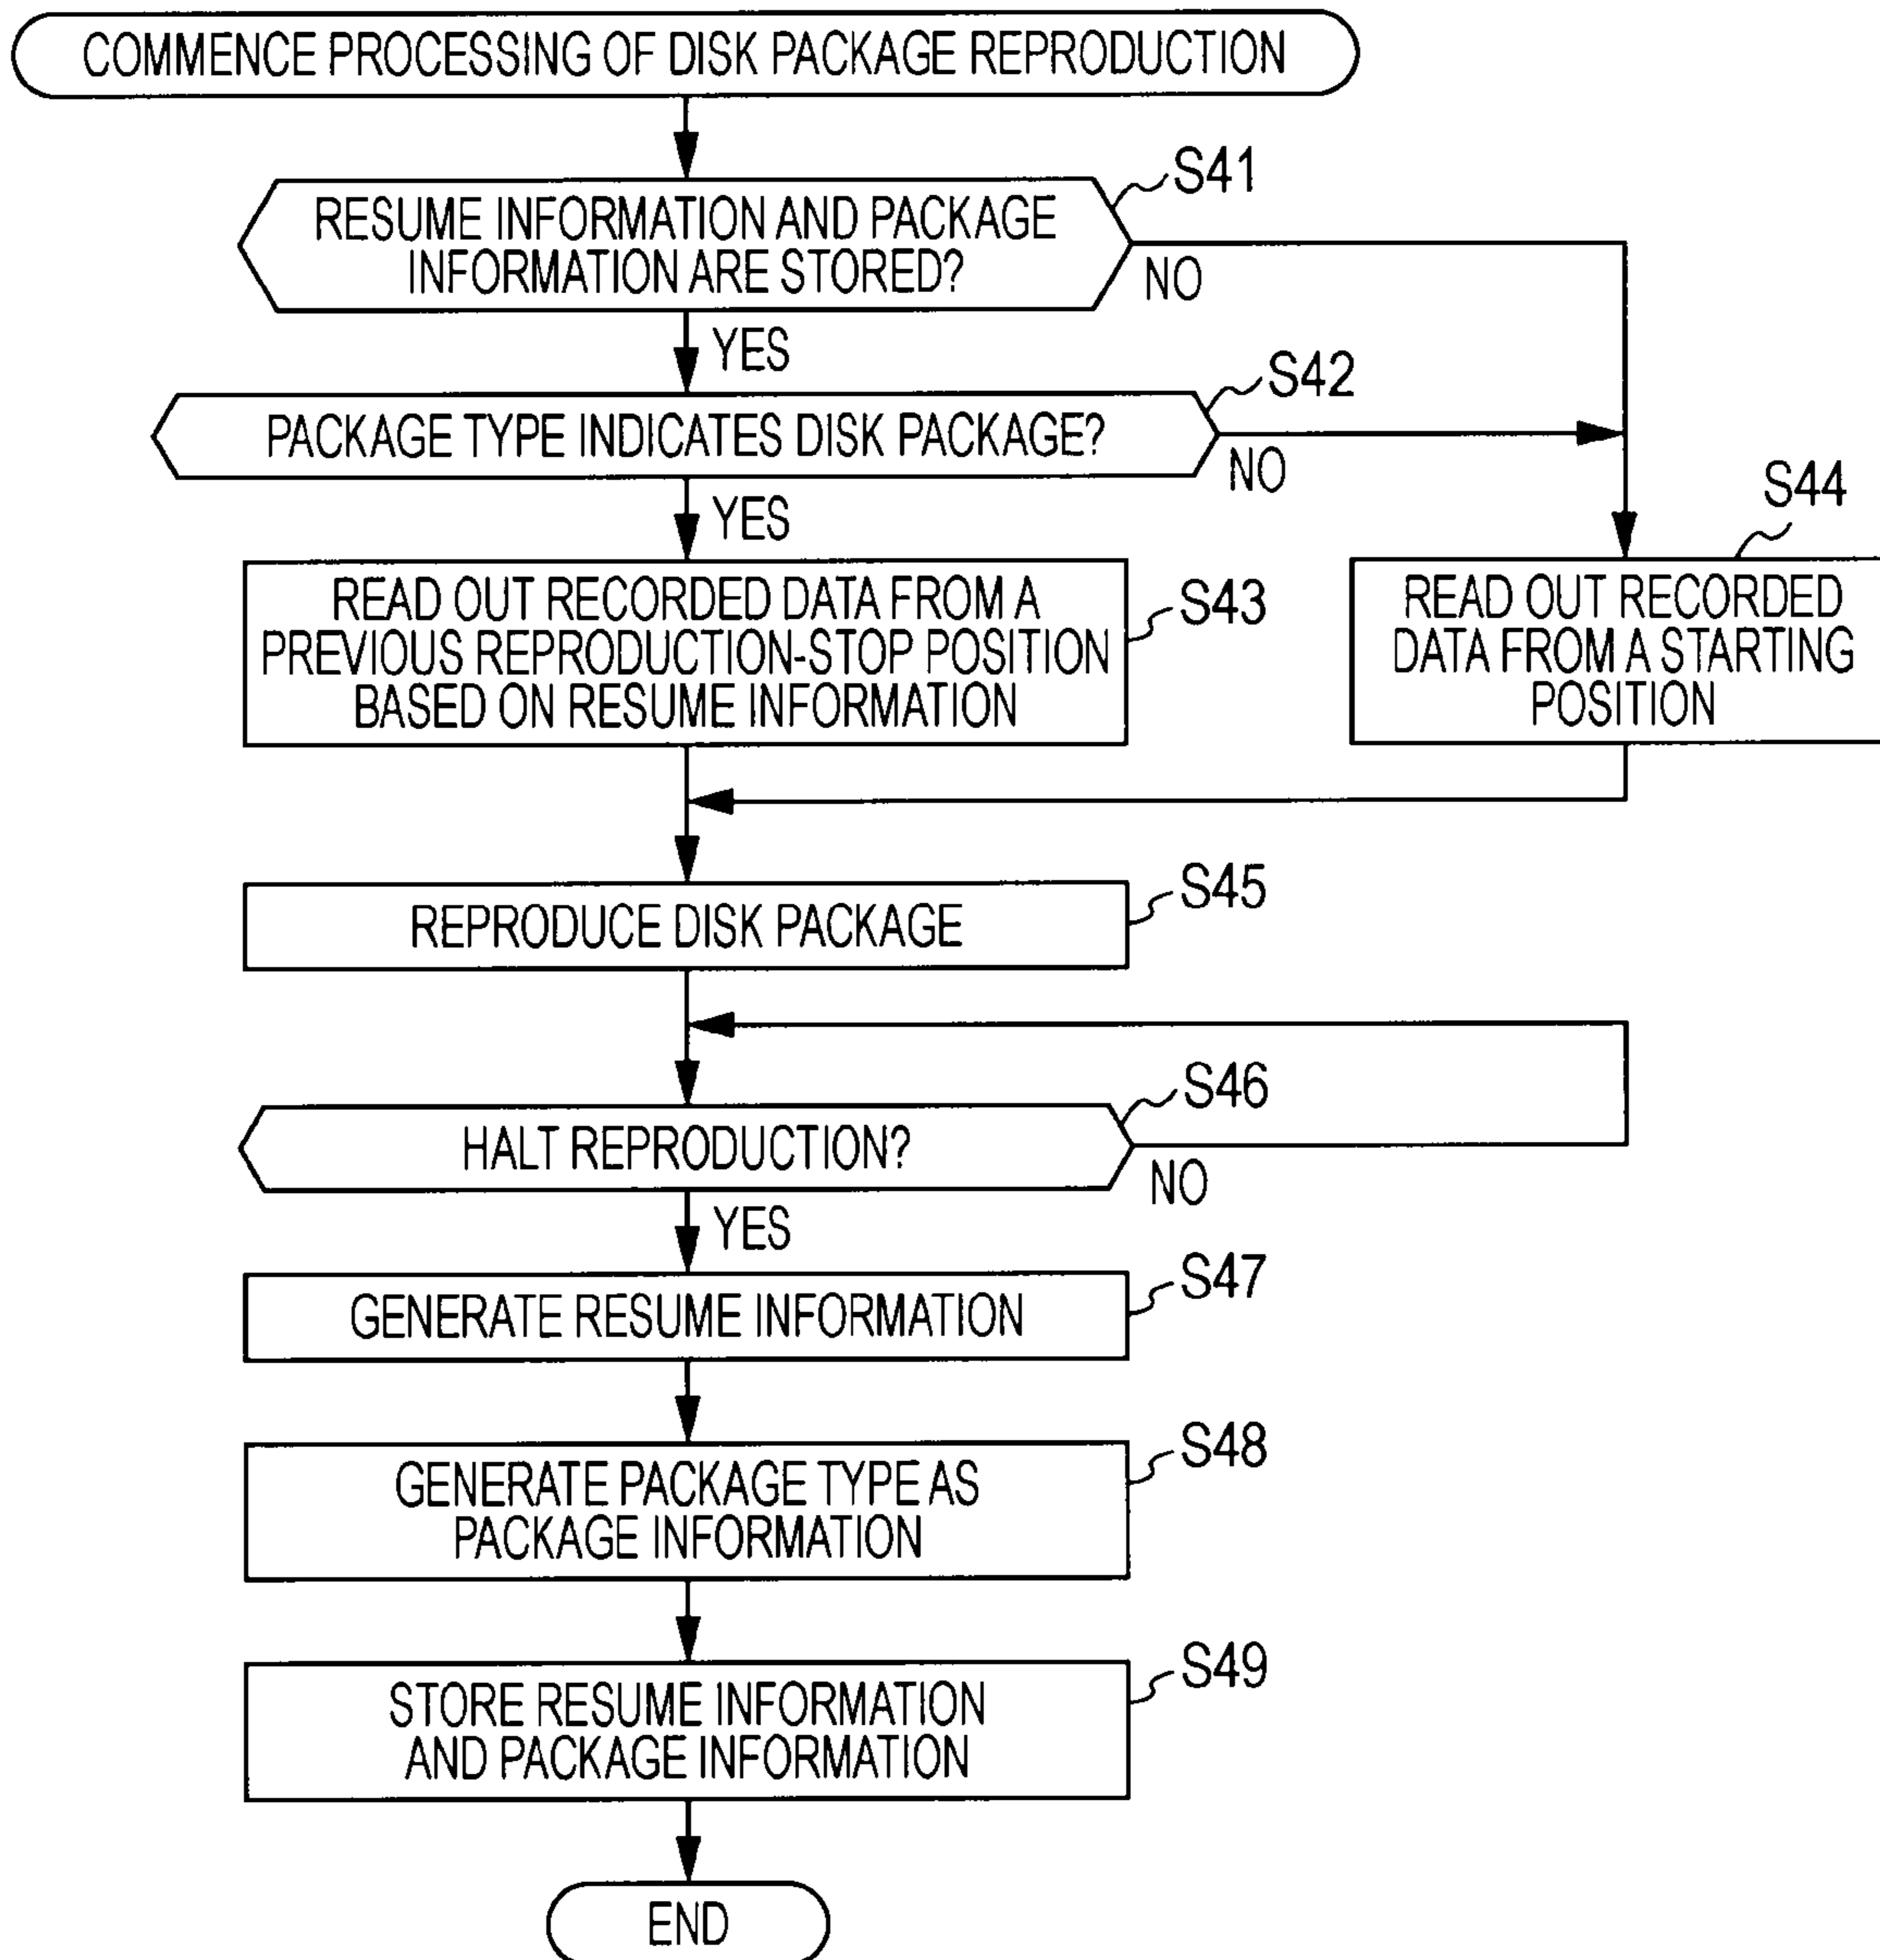 COMMENCE PROCESSING OF DISK PACKAGE REPRODUCTION
S41
RESUME INFORMATION AND PACKAGE
INFORMATION ARE STORED?
NO
YES
S42
PACKAGE TYPE INDICATES DISK PACKAGE?
NO
YES
S43
READ OUT RECORDED DATA FROM A
PREVIOUS REPRODUCTION-STOP POSITION
BASED ON RESUME INFORMATION
S44
READ OUT RECORDED
DATA FROM A STARTING
POSITION
S45
REPRODUCE DISK PACKAGE
S46
HALT REPRODUCTION?
NO
YES
S47
GENERATE RESUME INFORMATION
S48
GENERATE PACKAGE TYPE AS
PACKAGE INFORMATION
S49
STORE RESUME INFORMATION
AND PACKAGE INFORMATION
END